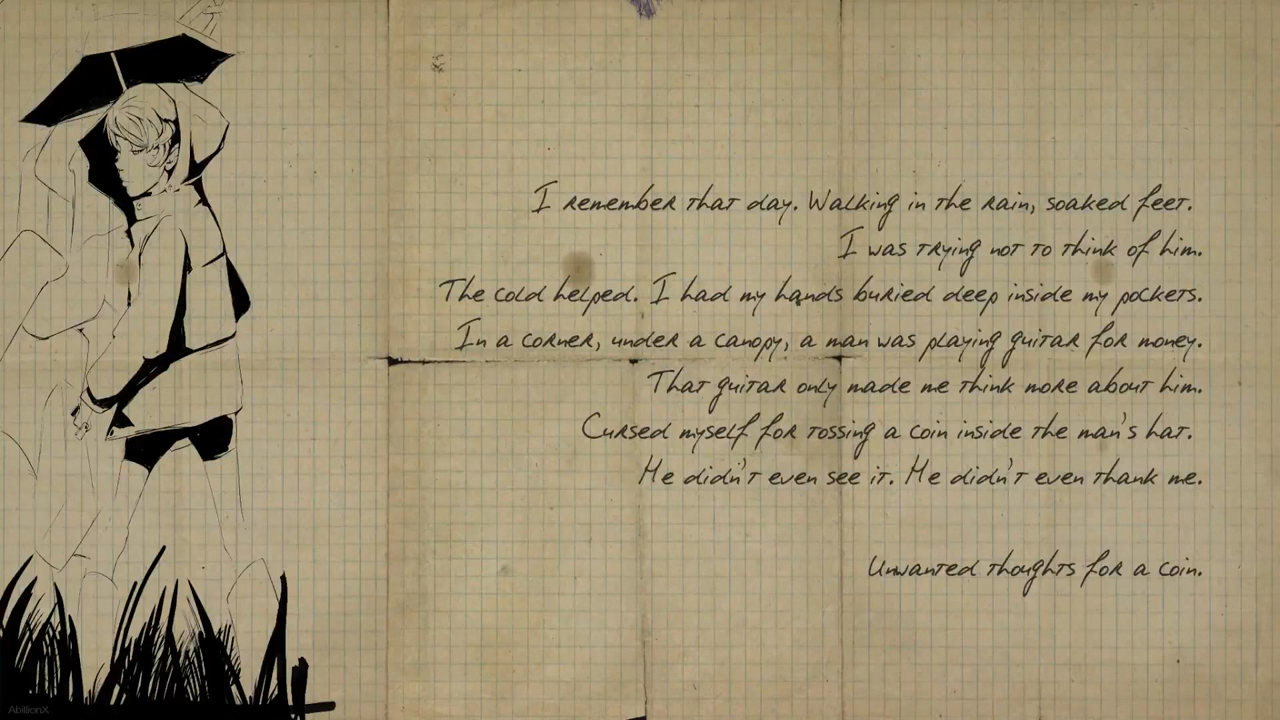 I remember that day. Walking in the rain, soaked feet.
I was trying not to think of him.
The cold helped. I had my hands buried deep inside my pockets.
In a corner, under a canopy, a man was playing guitar for money.
That guitar only made me think more about him.
Cursed myself for tossing a coin inside the man's hat.
He didn't even see it. He didn't even thank me.
Unwanted thoughts for a coin.
AbillionX